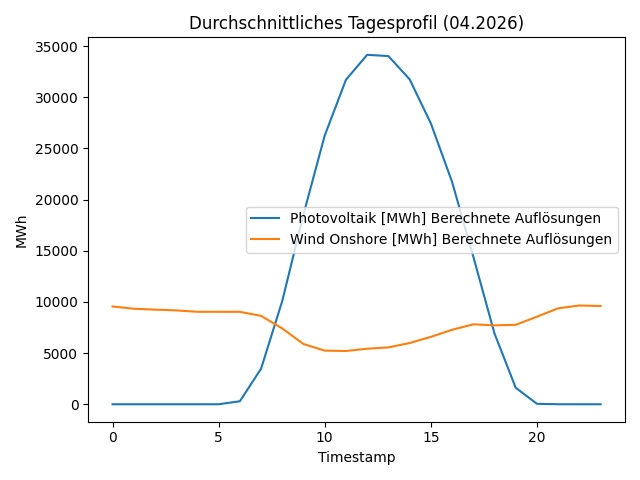 Durchschnittliches Tagesprofil (04.2026)
35000
30000
25000
20000
15000
10000
5000
0
MWh
Photovoltaik [MWh] Berechnete Auflösungen
Wind Onshore [MWh] Berechnete Auflösungen
0 5 10 15 20
Timestamp